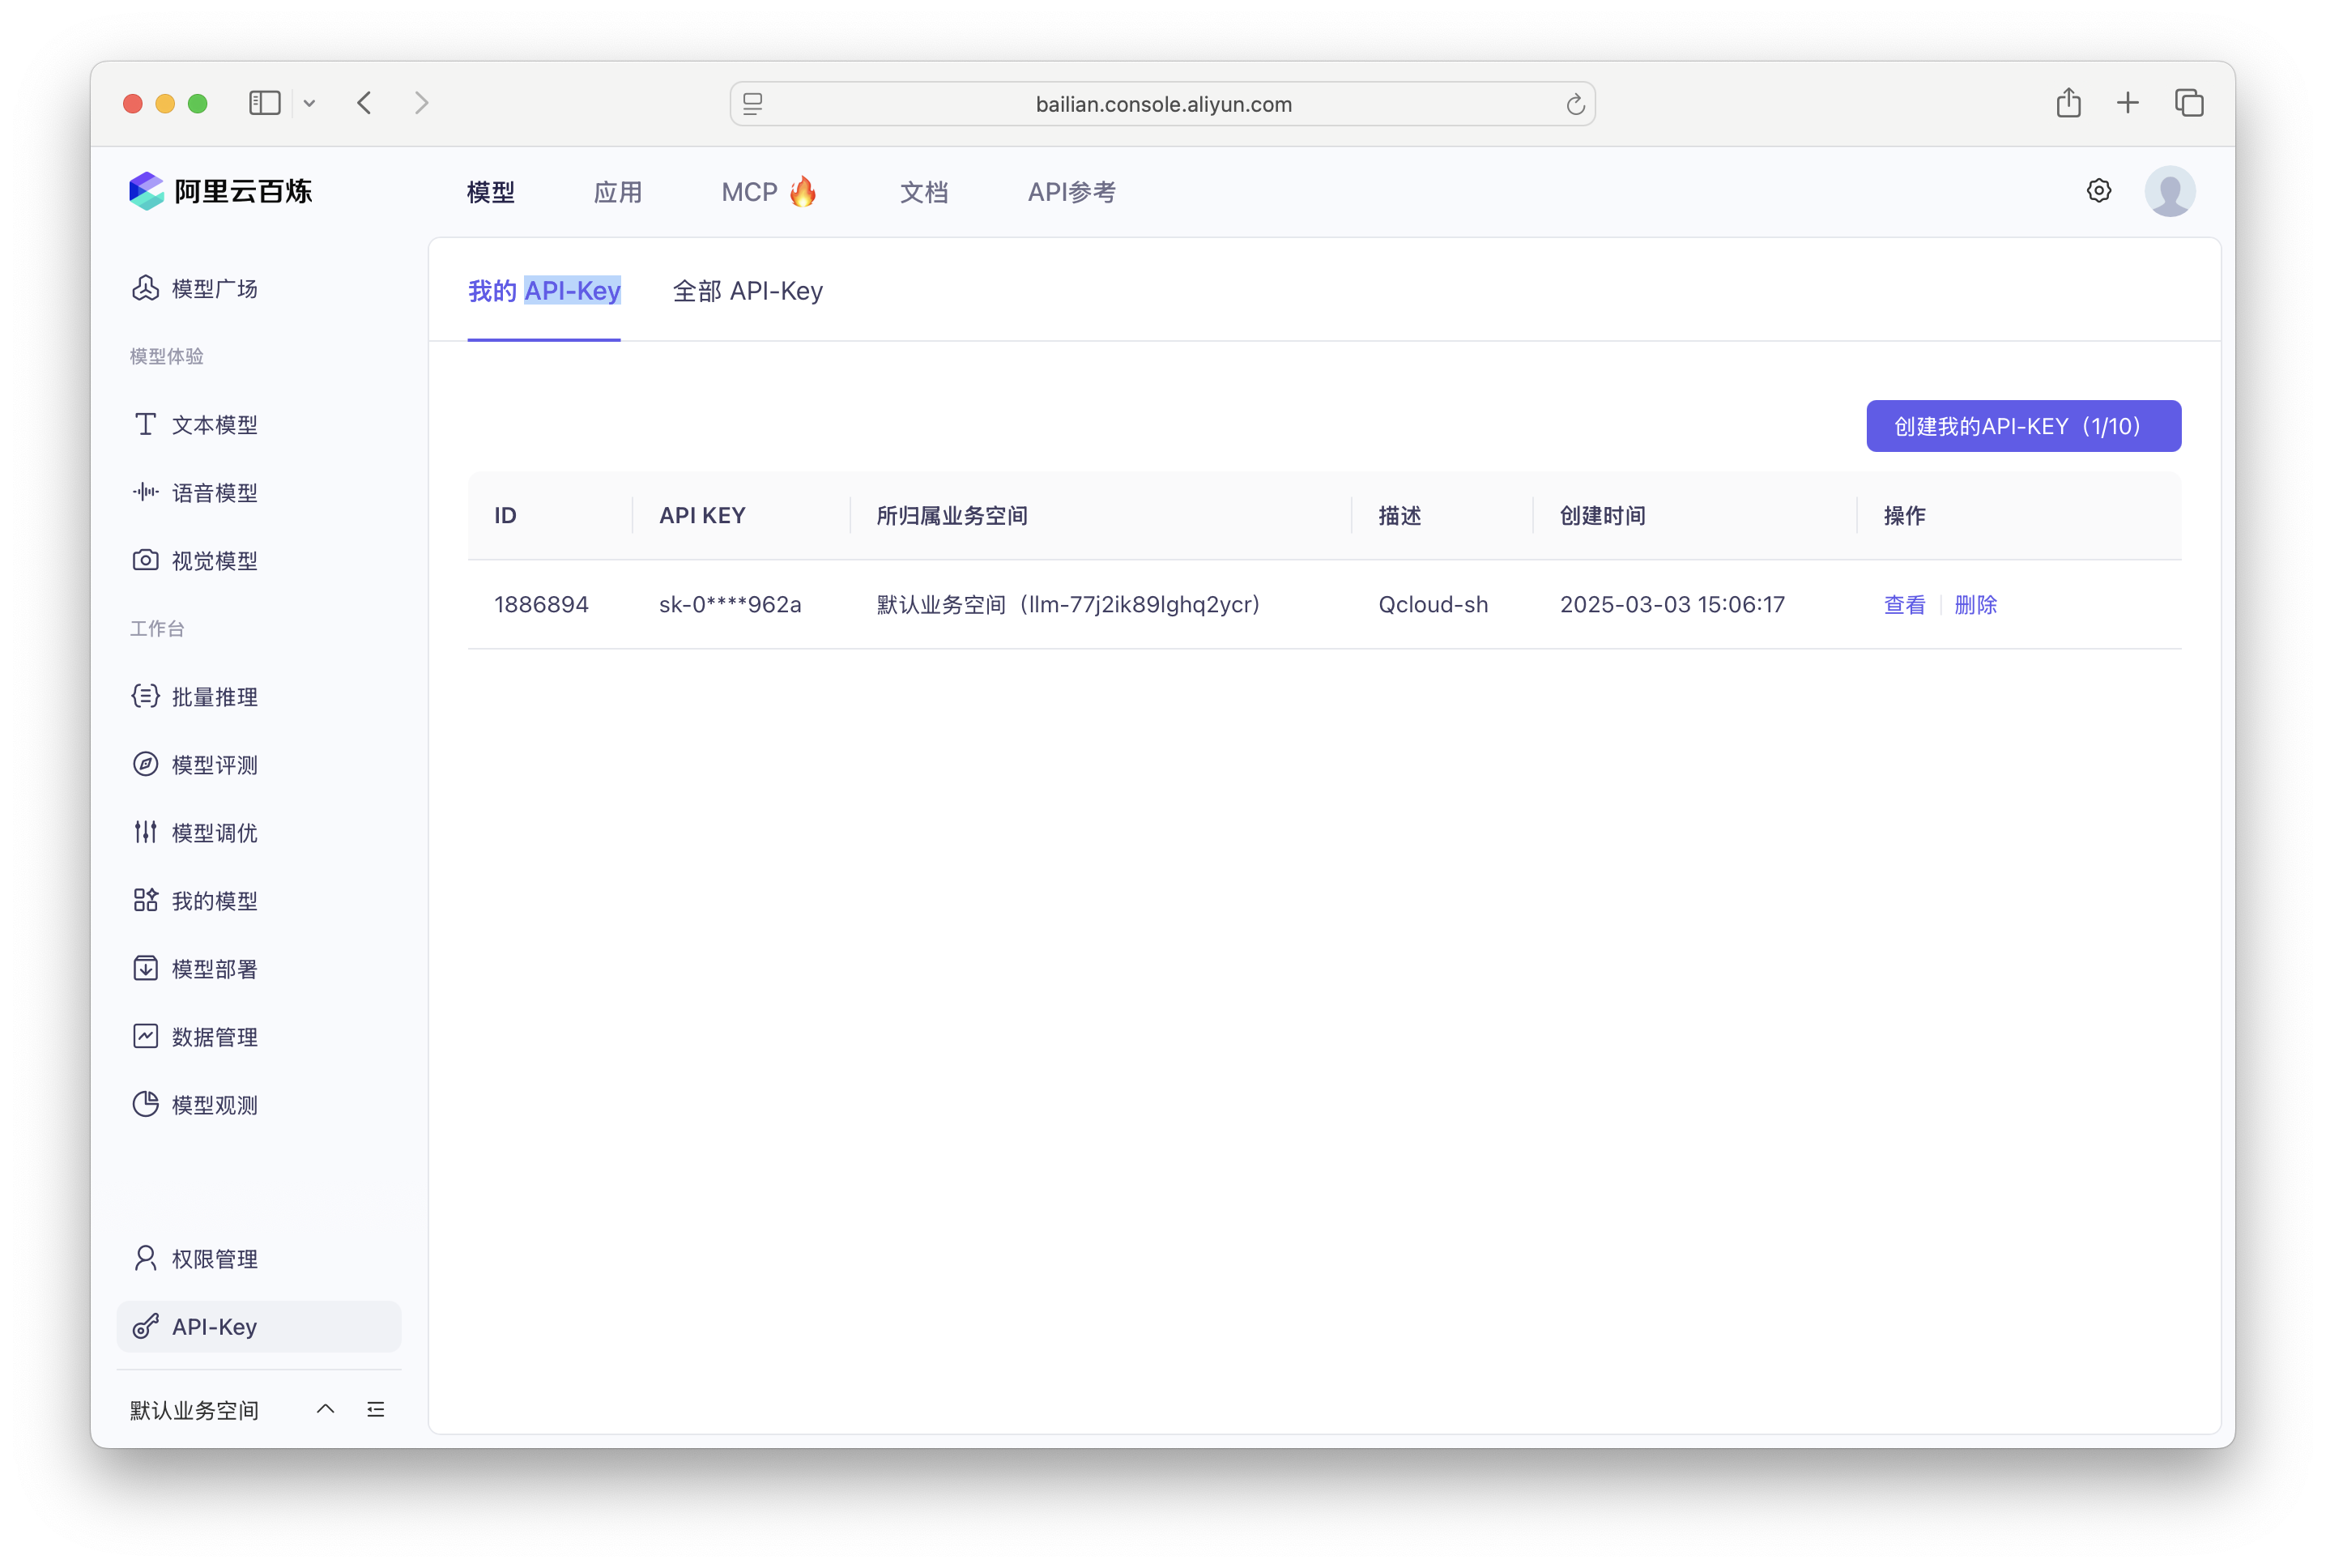 bailian.console.aliyun.com
阿里云百炼
模型 应用 MCP 🔥 文档 API参考
模型广场
模型体验
文本模型
语音模型
视觉模型
工作台
批量推理
模型评测
模型调优
我的模型
模型部署
数据管理
模型观测
权限管理
API-Key
默认业务空间
我的 API-Key 全部 API-Key
创建我的API-KEY（1/10）
ID API KEY 所归属业务空间 描述 创建时间 操作
1886894 sk-0****962a 默认业务空间（llm-77j2ik89lghq2ycr） Qcloud-sh 2025-03-03 15:06:17 查看 删除